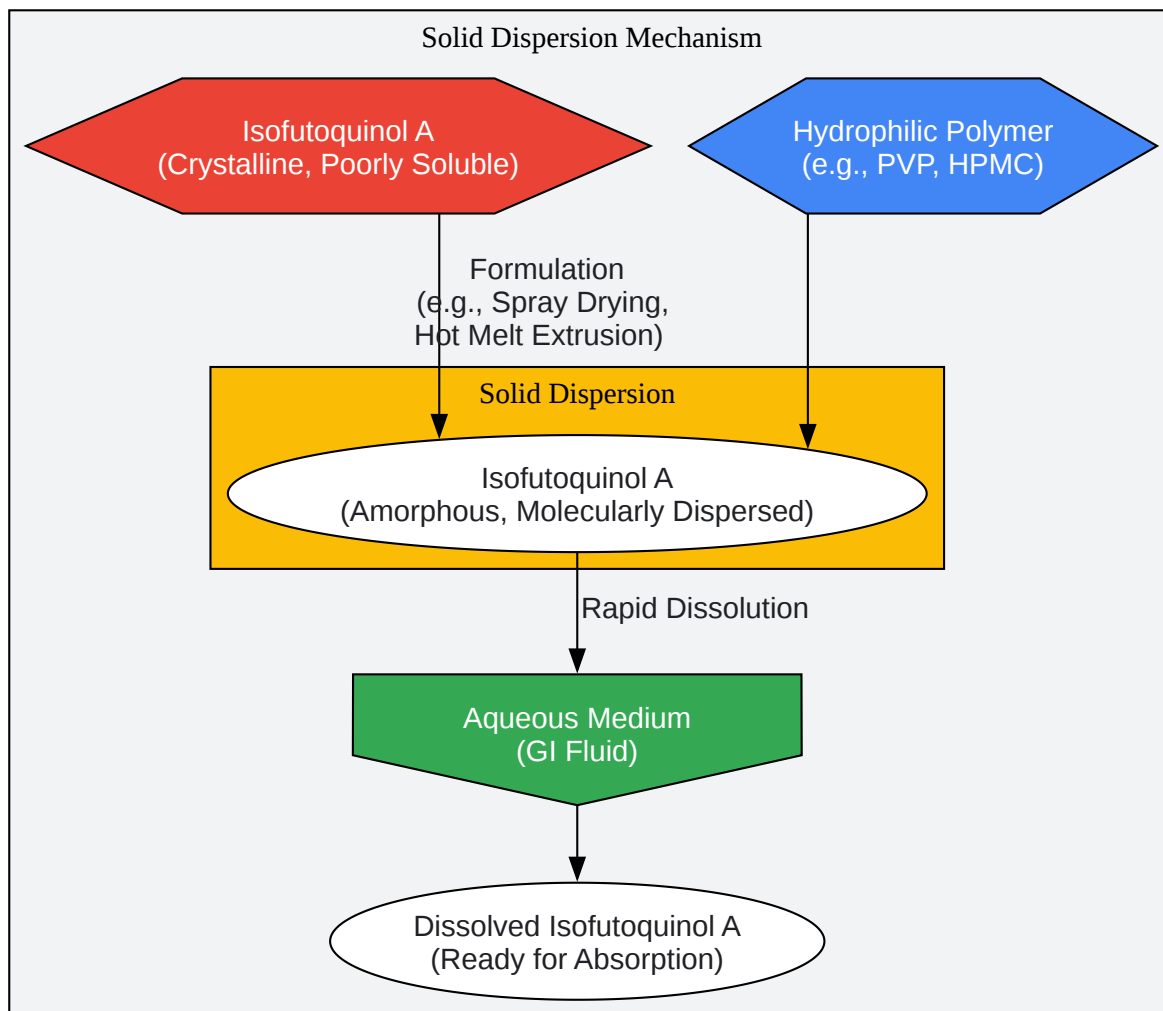 Solid Dispersion Mechanism
Isofutoquinol A
(Crystalline, Poorly Soluble)
Hydrophilic Polymer
(e.g., PVP, HPMC)
Formulation
(e.g., Spray Drying,
Hot Melt Extrusion)
Solid Dispersion
Isofutoquinol A
(Amorphous, Molecularly Dispersed)
Rapid Dissolution
Aqueous Medium
(GI Fluid)
Dissolved Isofutoquinol A
(Ready for Absorption)